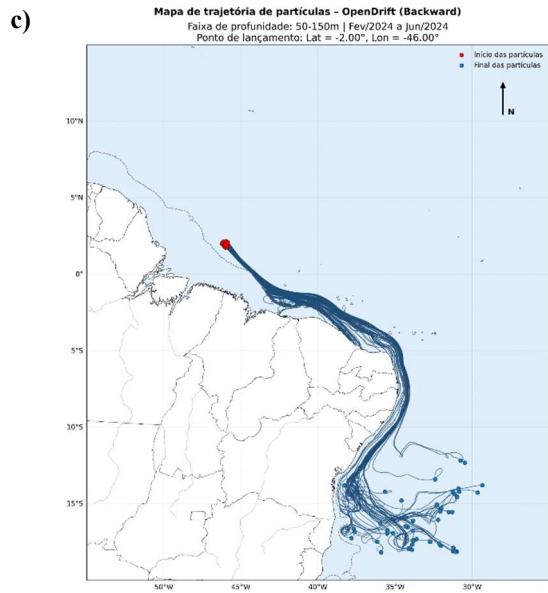 c)
Mapa de trajetória de partículas – OpenDrift (Backward)
Faixa de profunidade: 50-150m | Fev/2024 a Jun/2024
Ponto de lançamento: Lat = -2.00°, Lon = -46.00°
Início das partículas
Final das partículas
N
10°N
5°N
0°
5°S
10°S
15°S
50°W
45°W
40°W
35°W
30°W